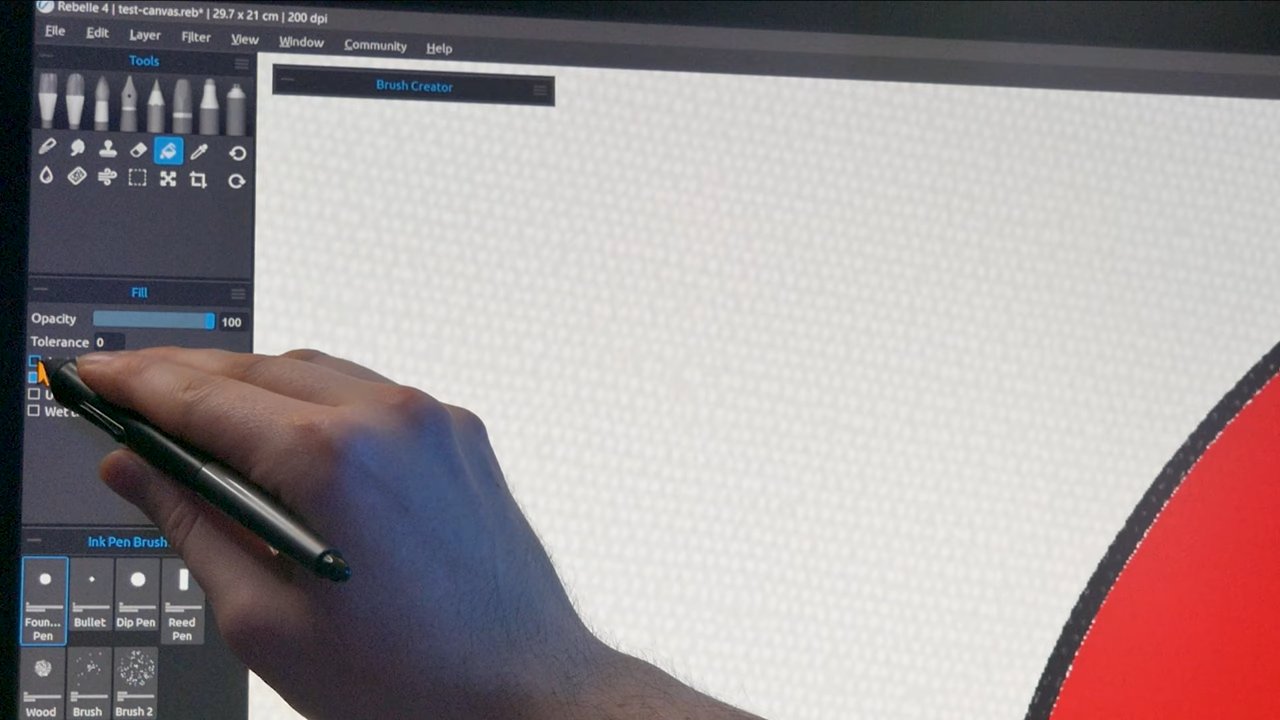 Rebelle 4 | test-canvas.reb* | 29.7 x 21 cm | 200 dpi
File Edit Layer Filter View Window Community Help
Tools
Brush Creator
Fill
Opacity 100
Tolerance 0
Wet
Ink Pen Brush
Foun... Pen
Bullet
Dip Pen
Reed Pen
Wood
Brush
Brush 2